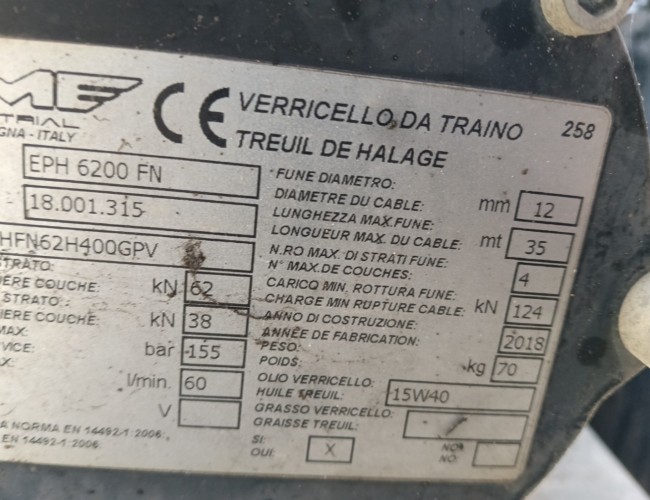 ME
TRIAL
GNA - ITALY
CE
VERRICELLO DA TRAINO
TREUIL DE HALAGE
258
EPH 6200 FN
18.001.315
HFN62H400GPV
STRATO:
IÈRE COUCHE: kN 62
STRATO:
IÈRE COUCHE: kN 38
MAX:
VICE: bar 155
X:
l/min. 60
V
A NORMA EN 14492-1:2006;
EN 14492-1:2006
FUNE DIAMETRO:
DIAMETRE DU CABLE: mm 12
LUNGHEZZA MAX.FUNE:
LONGUEUR MAX. DU CABLE: mt 35
N.RO MAX. DI STRATI FUNE:
N° MAX.DE COUCHES: 4
CARICO MIN. ROTTURA FUNE:
CHARGE MIN RUPTURE CABLE: kN 124
ANNO DI COSTRUZIONE:
ANNÉE DE FABRICATION: 2018
PESO:
POIDS: kg 70
OLIO VERRICELLO:
HUILE TREUIL: 15W40
GRASSO VERRICELLO:
GRAISSE TREUIL:
SI:
OUI: X
NO:
NO: